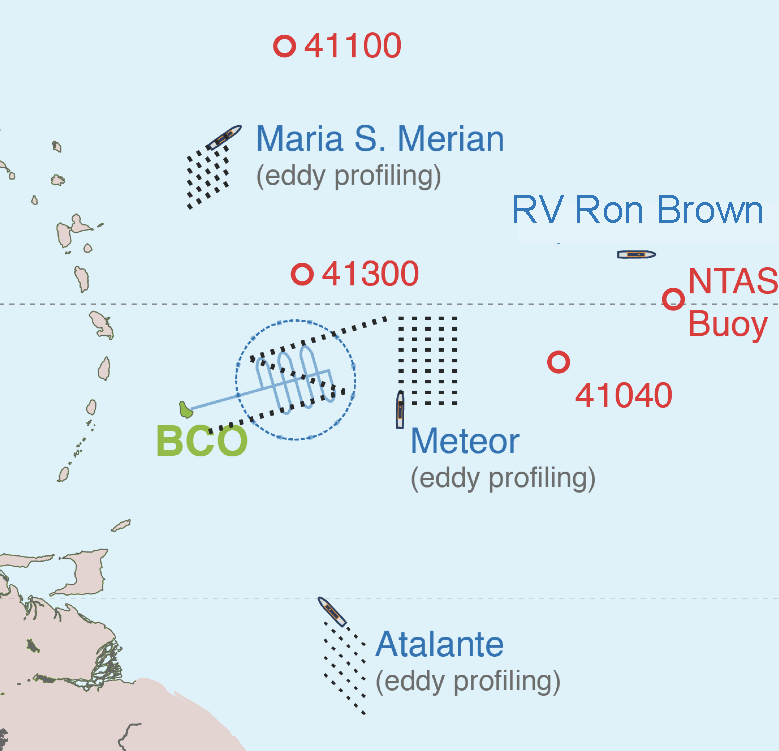 41100
Maria S. Merian
(eddy profiling)
RV Ron Brown
41300
NTAS
Buoy
41040
BCO
Meteor
(eddy profiling)
Atalante
(eddy profiling)